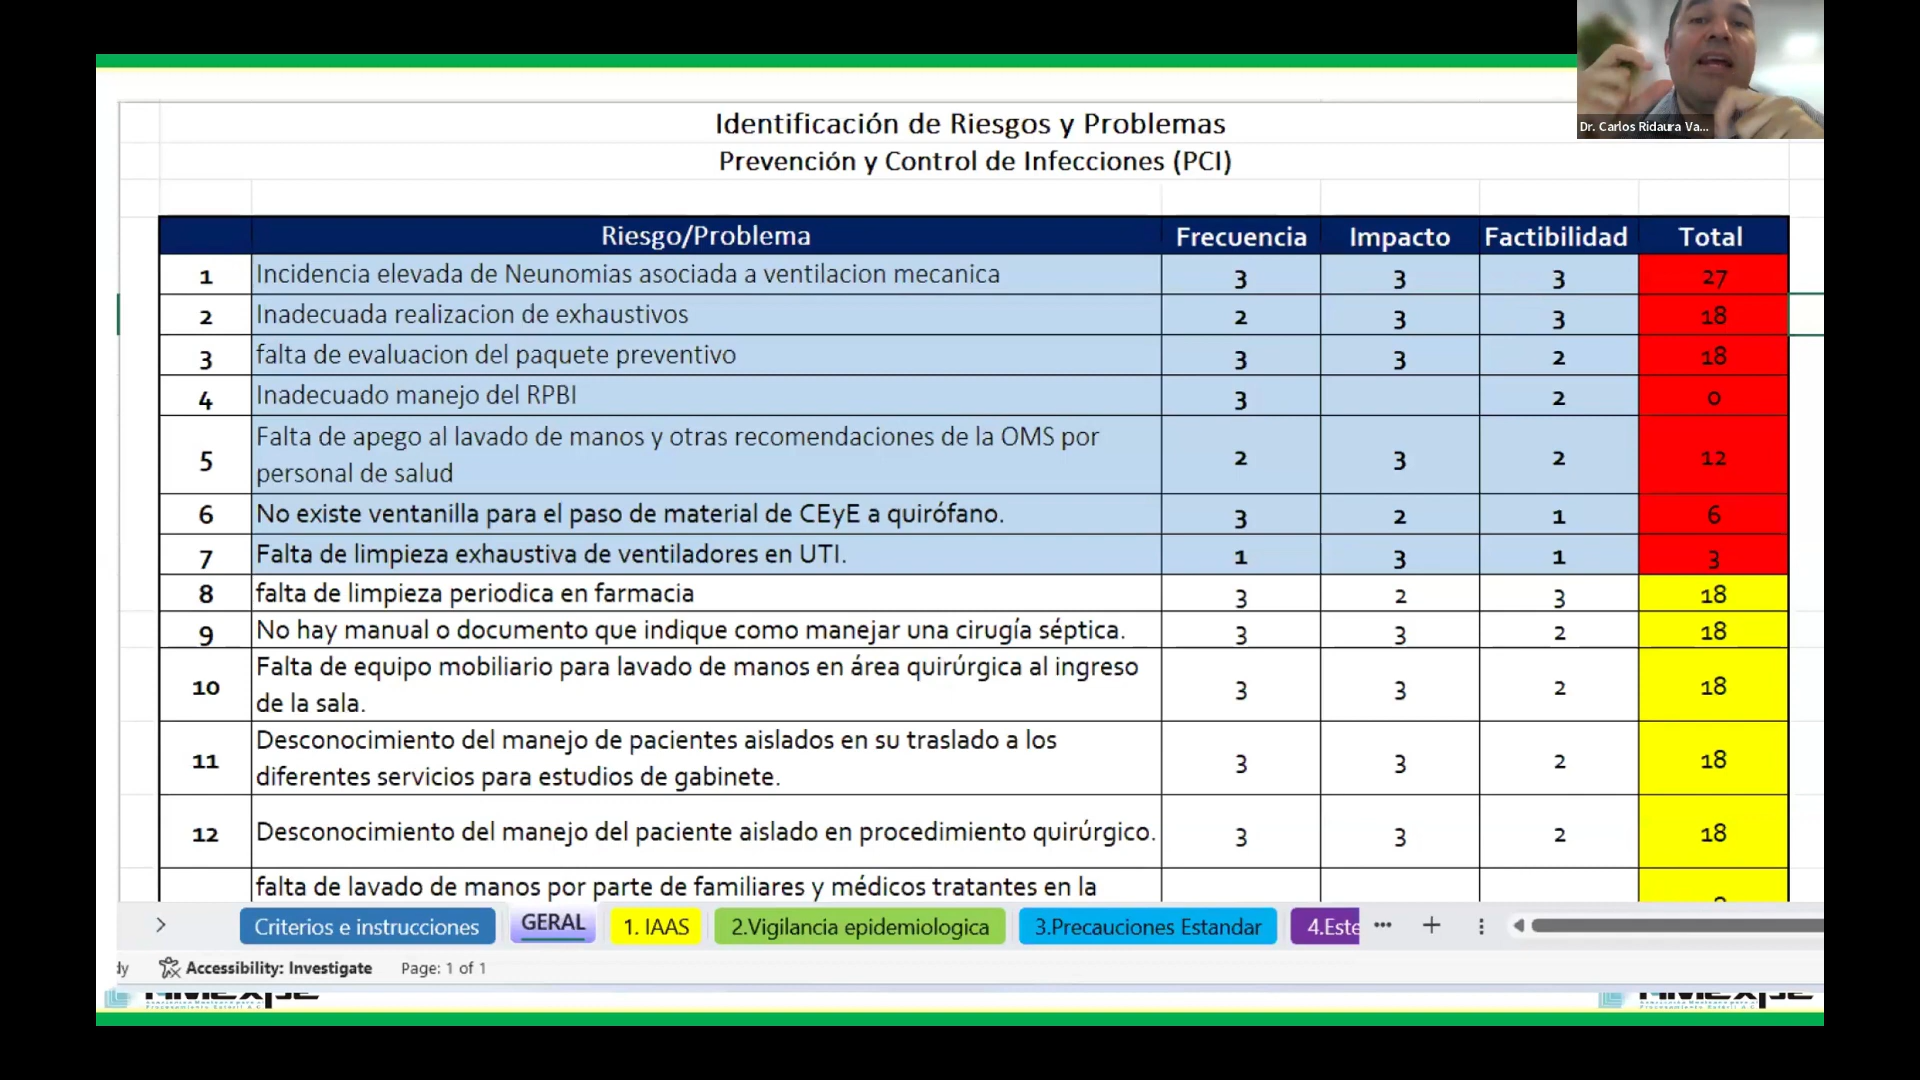 Dr. Carlos Ridaura Va...
Identificación de Riesgos y Problemas
Prevención y Control de Infecciones (PCI)
Riesgo/Problema Frecuencia Impacto Factibilidad Total
1 Incidencia elevada de Neunomias asociada a ventilacion mecanica 3 3 3 27
2 Inadecuada realizacion de exhaustivos 2 3 3 18
3 falta de evaluacion del paquete preventivo 3 3 2 18
4 Inadecuado manejo del RPBI 3 2 0
5 Falta de apego al lavado de manos y otras recomendaciones de la OMS por
personal de salud 2 3 2 12
6 No existe ventanilla para el paso de material de CEyE a quirófano. 3 2 1 6
7 Falta de limpieza exhaustiva de ventiladores en UTI. 1 3 1 3
8 falta de limpieza periodica en farmacia 3 2 3 18
9 No hay manual o documento que indique como manejar una cirugía séptica. 3 3 2 18
10 Falta de equipo mobiliario para lavado de manos en área quirúrgica al ingreso
de la sala. 3 3 2 18
11 Desconocimiento del manejo de pacientes aislados en su traslado a los
diferentes servicios para estudios de gabinete. 3 3 2 18
12 Desconocimiento del manejo del paciente aislado en procedimiento quirúrgico. 3 3 2 18
falta de lavado de manos por parte de familiares y médicos tratantes en la
Criterios e instrucciones GERAL 1. IAAS 2.Vigilancia epidemiologica 3.Precauciones Estandar 4.Este ...
dy Accessibility: Investigate Page: 1 of 1